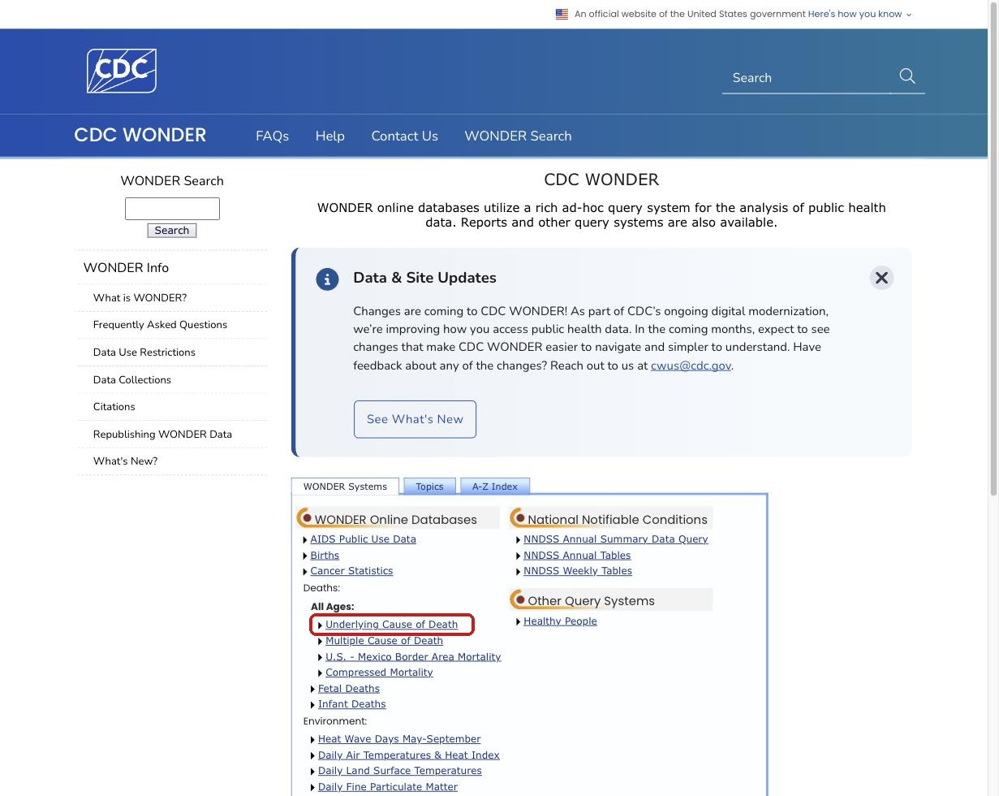 An official website of the United States government Here's how you know
CDC
Search
CDC WONDER
FAQs
Help
Contact Us
WONDER Search
WONDER Search
Search
WONDER Info
What is WONDER?
Frequently Asked Questions
Data Use Restrictions
Data Collections
Citations
Republishing WONDER Data
What's New?
CDC WONDER
WONDER online databases utilize a rich ad-hoc query system for the analysis of public health
data. Reports and other query systems are also available.
Data & Site Updates
Changes are coming to CDC WONDER! As part of CDC’s ongoing digital modernization,
we’re improving how you access public health data. In the coming months, expect to see
changes that make CDC WONDER easier to navigate and simpler to understand. Have
feedback about any of the changes? Reach out to us at cwus@cdc.gov.
See What's New
WONDER Systems
Topics
A-Z Index
WONDER Online Databases
AIDS Public Use Data
Births
Cancer Statistics
Deaths:
All Ages:
Underlying Cause of Death
Multiple Cause of Death
U.S. - Mexico Border Area Mortality
Compressed Mortality
Fetal Deaths
Infant Deaths
Environment:
Heat Wave Days May-September
Daily Air Temperatures & Heat Index
Daily Land Surface Temperatures
Daily Fine Particulate Matter
National Notifiable Conditions
NNDSS Annual Summary Data Query
NNDSS Annual Tables
NNDSS Weekly Tables
Other Query Systems
Healthy People